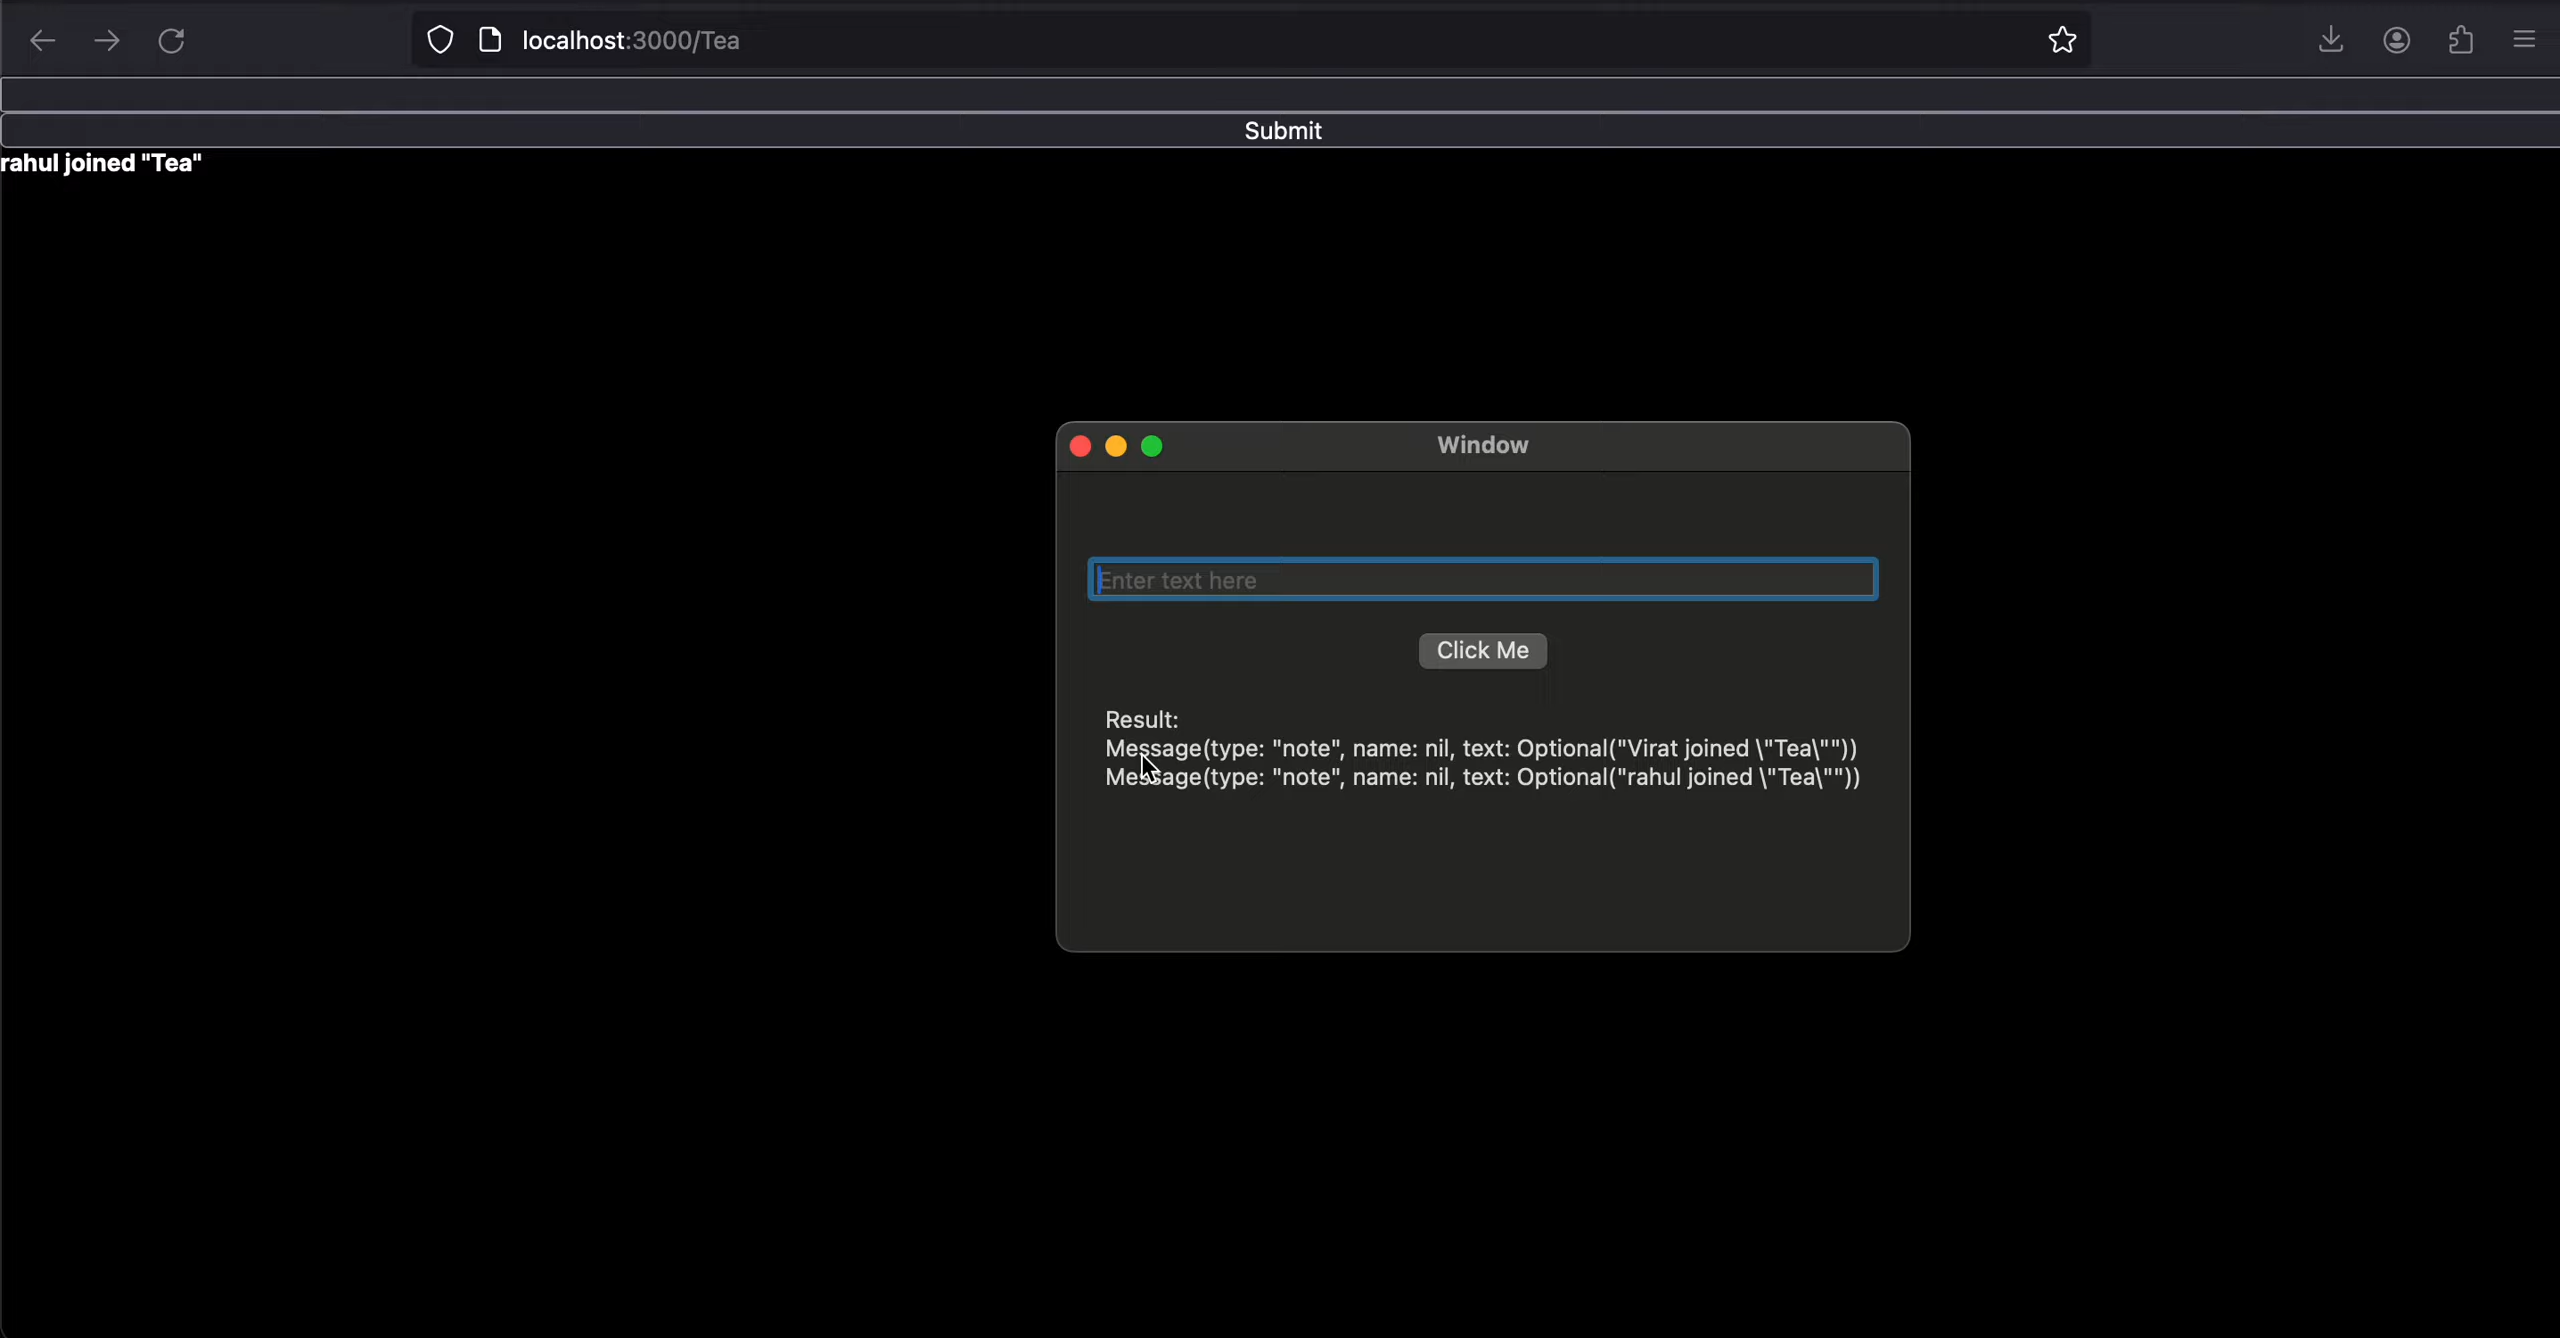 localhost:3000/Tea
Submit
rahul joined "Tea"
Window
Enter text here
Click Me
Result:
Message(type: "note", name: nil, text: Optional("Virat joined \"Tea\""))
Message(type: "note", name: nil, text: Optional("rahul joined \"Tea\""))